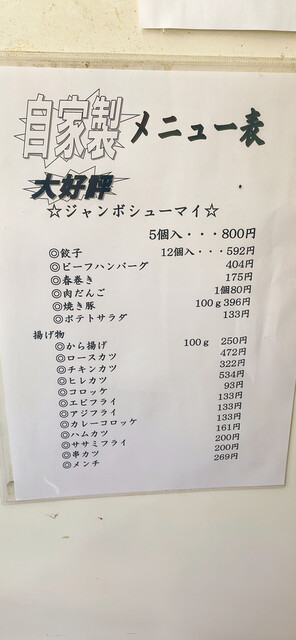 自家製 メニュー表
大好評
☆ジャンボシューマイ☆
5個入・・・800円
◎餃子 12個入・・・592円
◎ビーフハンバーグ 404円
◎春巻き 175円
◎肉だんご 1個80円
◎焼き豚 100g396円
◎ポテトサラダ 133円
揚げ物
◎から揚げ 100g 250円
◎ロースカツ 472円
◎チキンカツ 322円
◎ヒレカツ 534円
◎コロッケ 93円
◎エビフライ 133円
◎アジフライ 133円
◎カレーコロッケ 133円
◎ハムカツ 161円
◎ササミフライ 200円
◎串カツ 200円
◎メンチ 269円